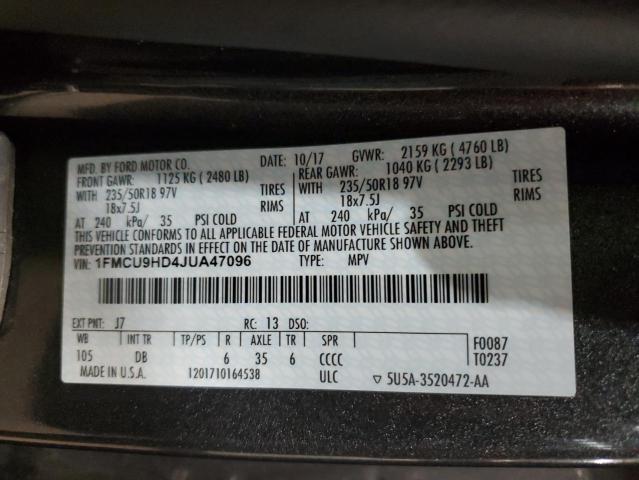 MFD. BY FORD MOTOR CO. DATE: 10/17 GVWR: 2159 KG ( 4760 LB)
FRONT GAWR: 1125 KG ( 2480 LB) REAR GAWR: 1040 KG ( 2293 LB)
WITH 235/50R18 97V TIRES WITH 235/50R18 97V TIRES
18x7.5J RIMS 18x7.5J RIMS
AT 240 kPa/ 35 PSI COLD AT 240 kPa/ 35 PSI COLD
THIS VEHICLE CONFORMS TO ALL APPLICABLE FEDERAL MOTOR VEHICLE SAFETY AND THEFT
PREVENTION STANDARDS IN EFFECT ON THE DATE OF MANUFACTURE SHOWN ABOVE.
VIN: 1FMCU9HD4JUA47096 TYPE: MPV
EXT PNT: J7 RC: 13 DSO:
WB INT TR TP/PS R AXLE TR SPR F0087
105 DB 6 35 6 CCCC T0237
MADE IN U.S.A. 1201710164538 ULC ▽ 5U5A-3520472-AA